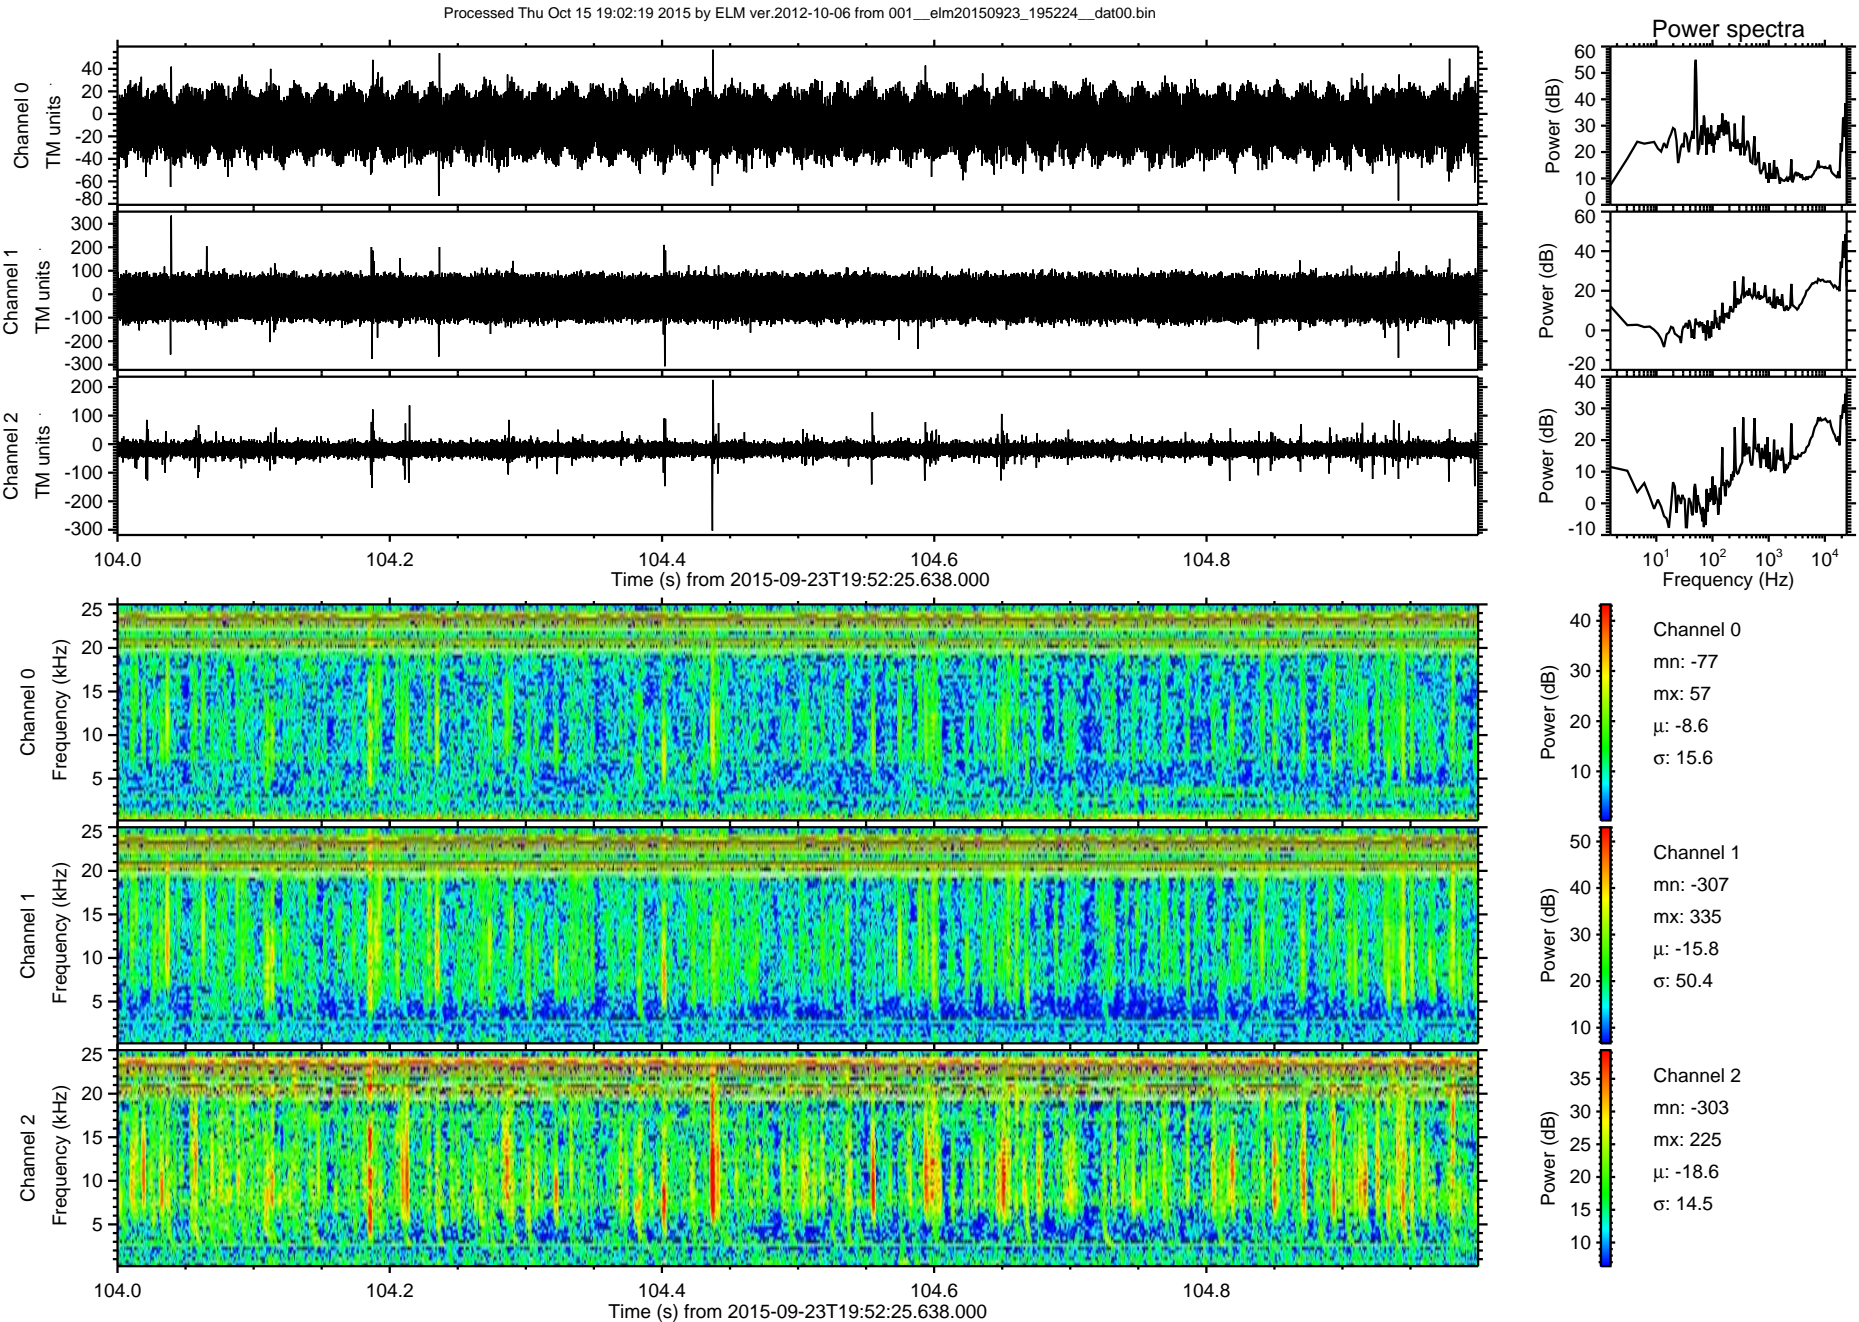 Processed Thu Oct 15 19:02:19 2015 by ELM ver.2012-10-06 from 001__elm20150923_195224__dat00.bin
Power spectra
Channel 0
TM units
40
20
0
-20
-40
-60
-80
Power (dB)
60
50
40
30
20
10
0
Channel 1
TM units
300
200
100
0
-100
-200
-300
Power (dB)
60
40
20
0
-20
Channel 2
TM units
200
100
0
-100
-200
-300
Power (dB)
40
30
20
10
0
-10
104.0 104.2 104.4 104.6 104.8
Time (s) from 2015-09-23T19:52:25.638.000
10¹ 10² 10³ 10⁴
Frequency (Hz)
Channel 0
Frequency (kHz)
25
20
15
10
5
Power (dB)
40
30
20
10
Channel 0
mn: -77
mx: 57
μ: -8.6
σ: 15.6
Channel 1
Frequency (kHz)
25
20
15
10
5
Power (dB)
50
40
30
20
10
Channel 1
mn: -307
mx: 335
μ: -15.8
σ: 50.4
Channel 2
Frequency (kHz)
25
20
15
10
5
Power (dB)
35
30
25
20
15
10
Channel 2
mn: -303
mx: 225
μ: -18.6
σ: 14.5
104.0 104.2 104.4 104.6 104.8
Time (s) from 2015-09-23T19:52:25.638.000